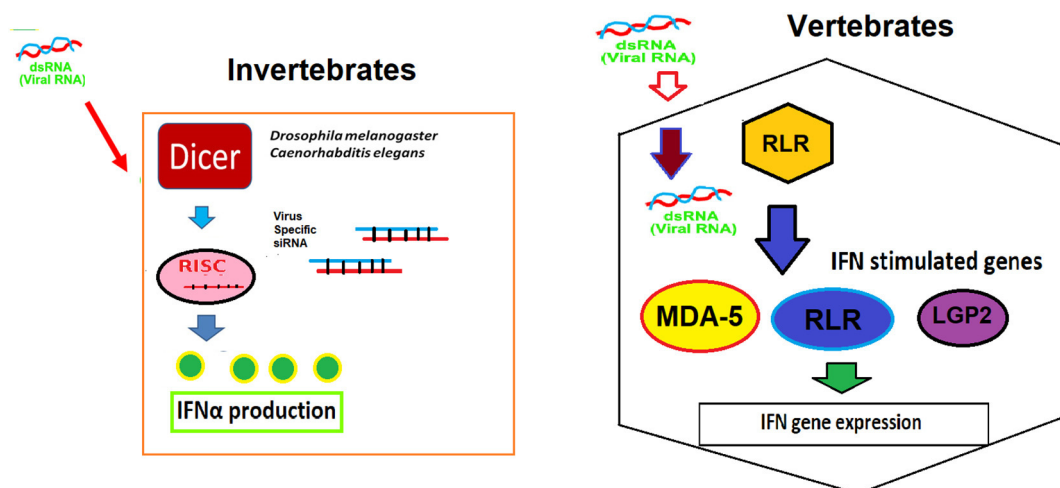 dsRNA
(Viral RNA)
Invertebrates
Dicer
Drosophila melanogaster
Caenorhabditis elegans
Virus
Specific
siRNA
RISC
IFNα production
Vertebrates
dsRNA
(Viral RNA)
RLR
dsRNA
(Viral RNA)
IFN stimulated genes
MDA-5
RLR
LGP2
IFN gene expression